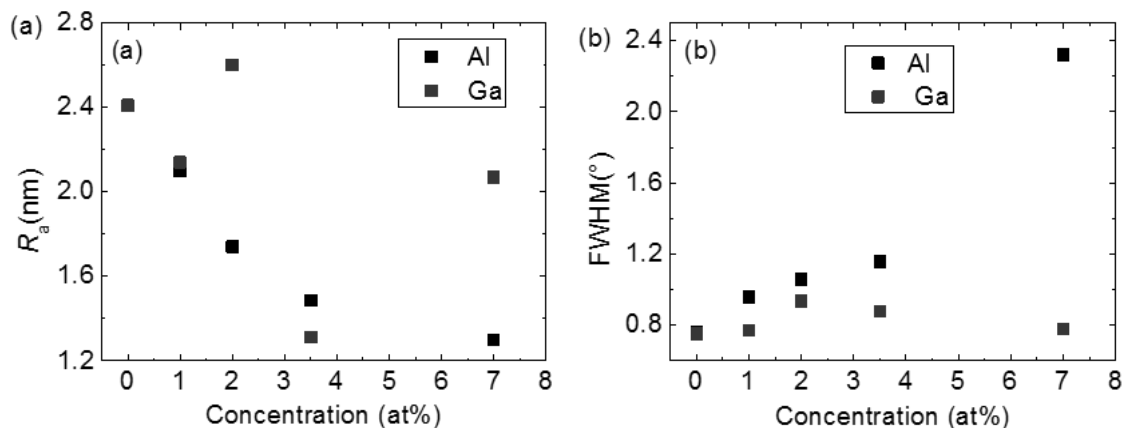 (a)
(a)
Al
Ga
2.8
2.4
2.0
1.6
1.2
Ra(nm)
0 1 2 3 4 5 6 7 8
Concentration (at%)
(b)
(b)
Al
Ga
2.4
2.0
1.6
1.2
0.8
FWHM(°)
0 1 2 3 4 5 6 7 8
Concentration (at%)